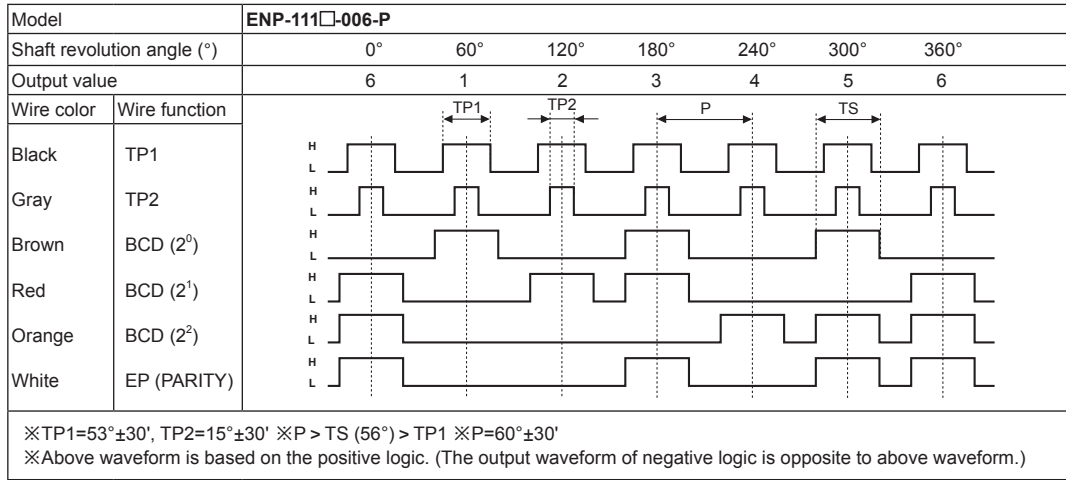 Model ENP-111□-006-P
Shaft revolution angle (°) 0° 60° 120° 180° 240° 300° 360°
Output value 6 1 2 3 4 5 6
Wire color Wire function TP1 TP2 P TS
H
Black TP1
L
H
Gray TP2
L
H
Brown BCD (2⁰)
L
H
Red BCD (2¹)
L
H
Orange BCD (2²)
L
H
White EP (PARITY)
L
※TP1=53°±30', TP2=15°±30' ※P > TS (56°) > TP1 ※P=60°±30'
※Above waveform is based on the positive logic. (The output waveform of negative logic is opposite to above waveform.)